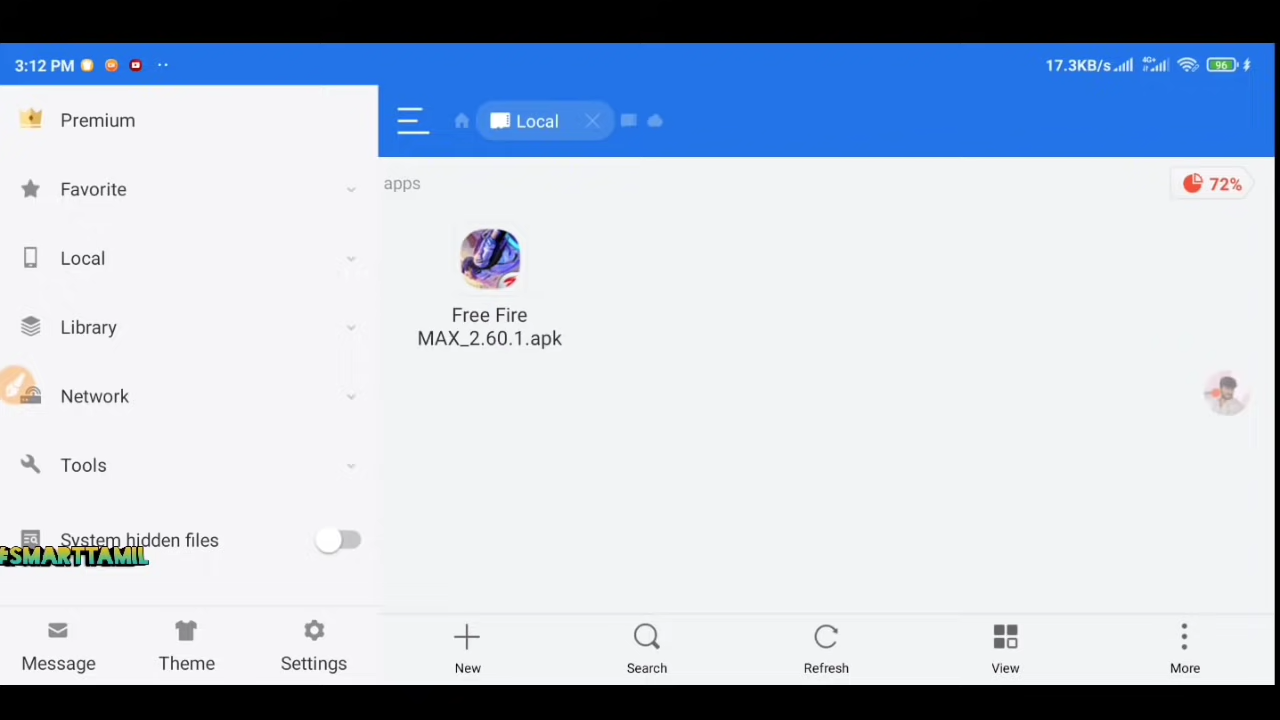 3:12 PM
17.3KB/s
4G+
96
Premium
Favorite
Local
Library
Network
Tools
System hidden files
#SMARTTAMIL
Message
Theme
Settings
Local
apps
72%
Free Fire
MAX_2.60.1.apk
New
Search
Refresh
View
More